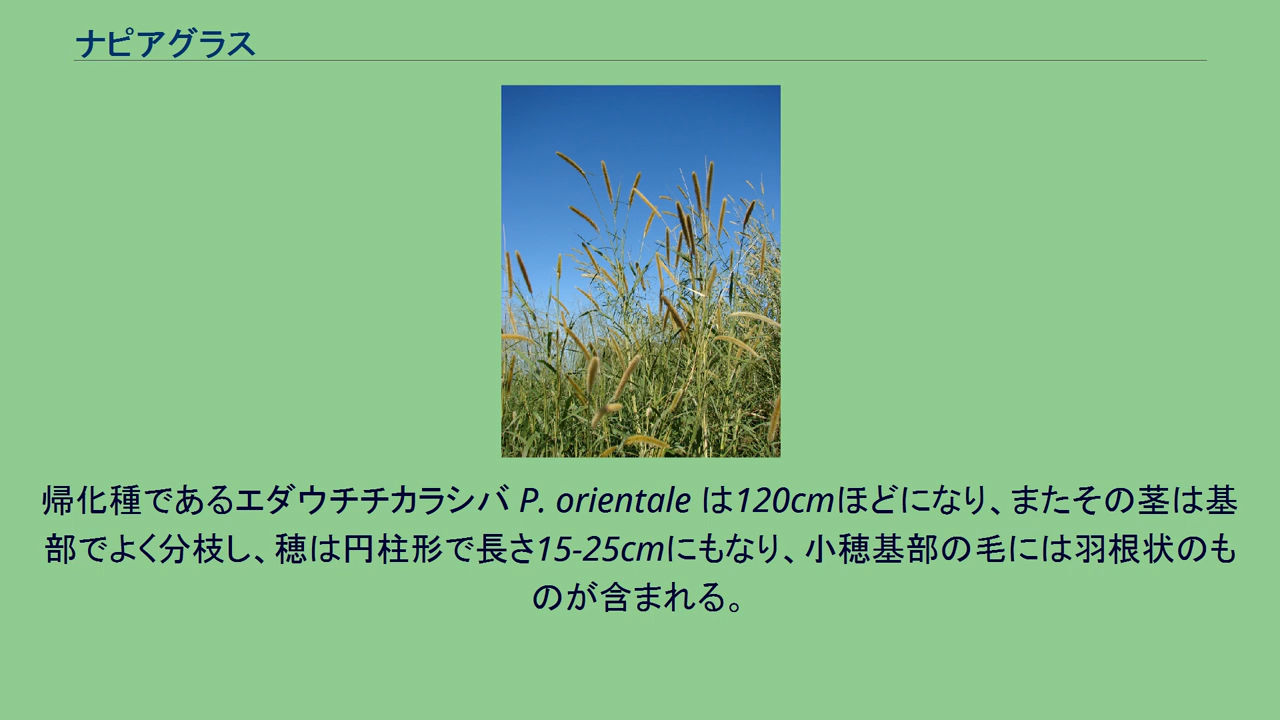 ナピアグラス
帰化種であるエダウチチカラシバ P. orientale は120cmほどになり、またその茎は基
部でよく分枝し、穂は円柱形で長さ15-25cmにもなり、小穂基部の毛には羽根状のも
のが含まれる。